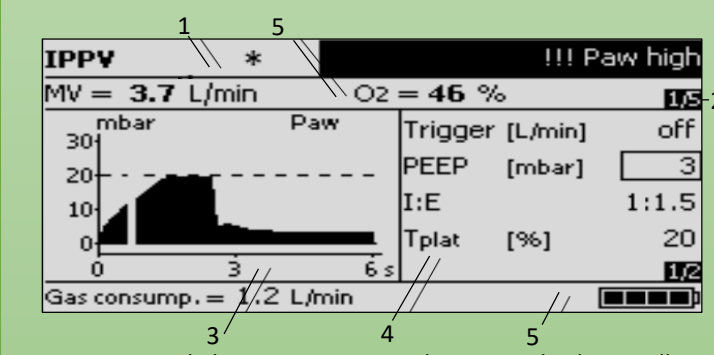 1 5
IPPV * !!! Paw high
MV = 3.7 L/min O2 = 46 % 1/5
mbar Paw
30
20
10
0
0 3 6 s
Trigger [L/min] off
PEEP [mbar] 3
I:E 1:1.5
Tplat [%] 20
1/2
Gas consump. = 1.2 L/min
3 4 5